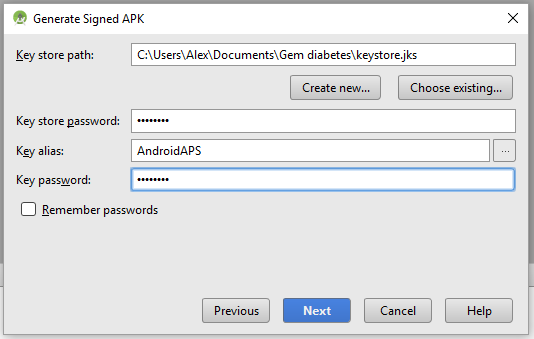 Generate Signed APK
Key store path: C:\Users\Alex\Documents\Gem diabetes\keystore.jks
Create new... Choose existing...
Key store password: ••••••••
Key alias: AndroidAPS ...
Key password: ••••••••
Remember passwords
Previous Next Cancel Help